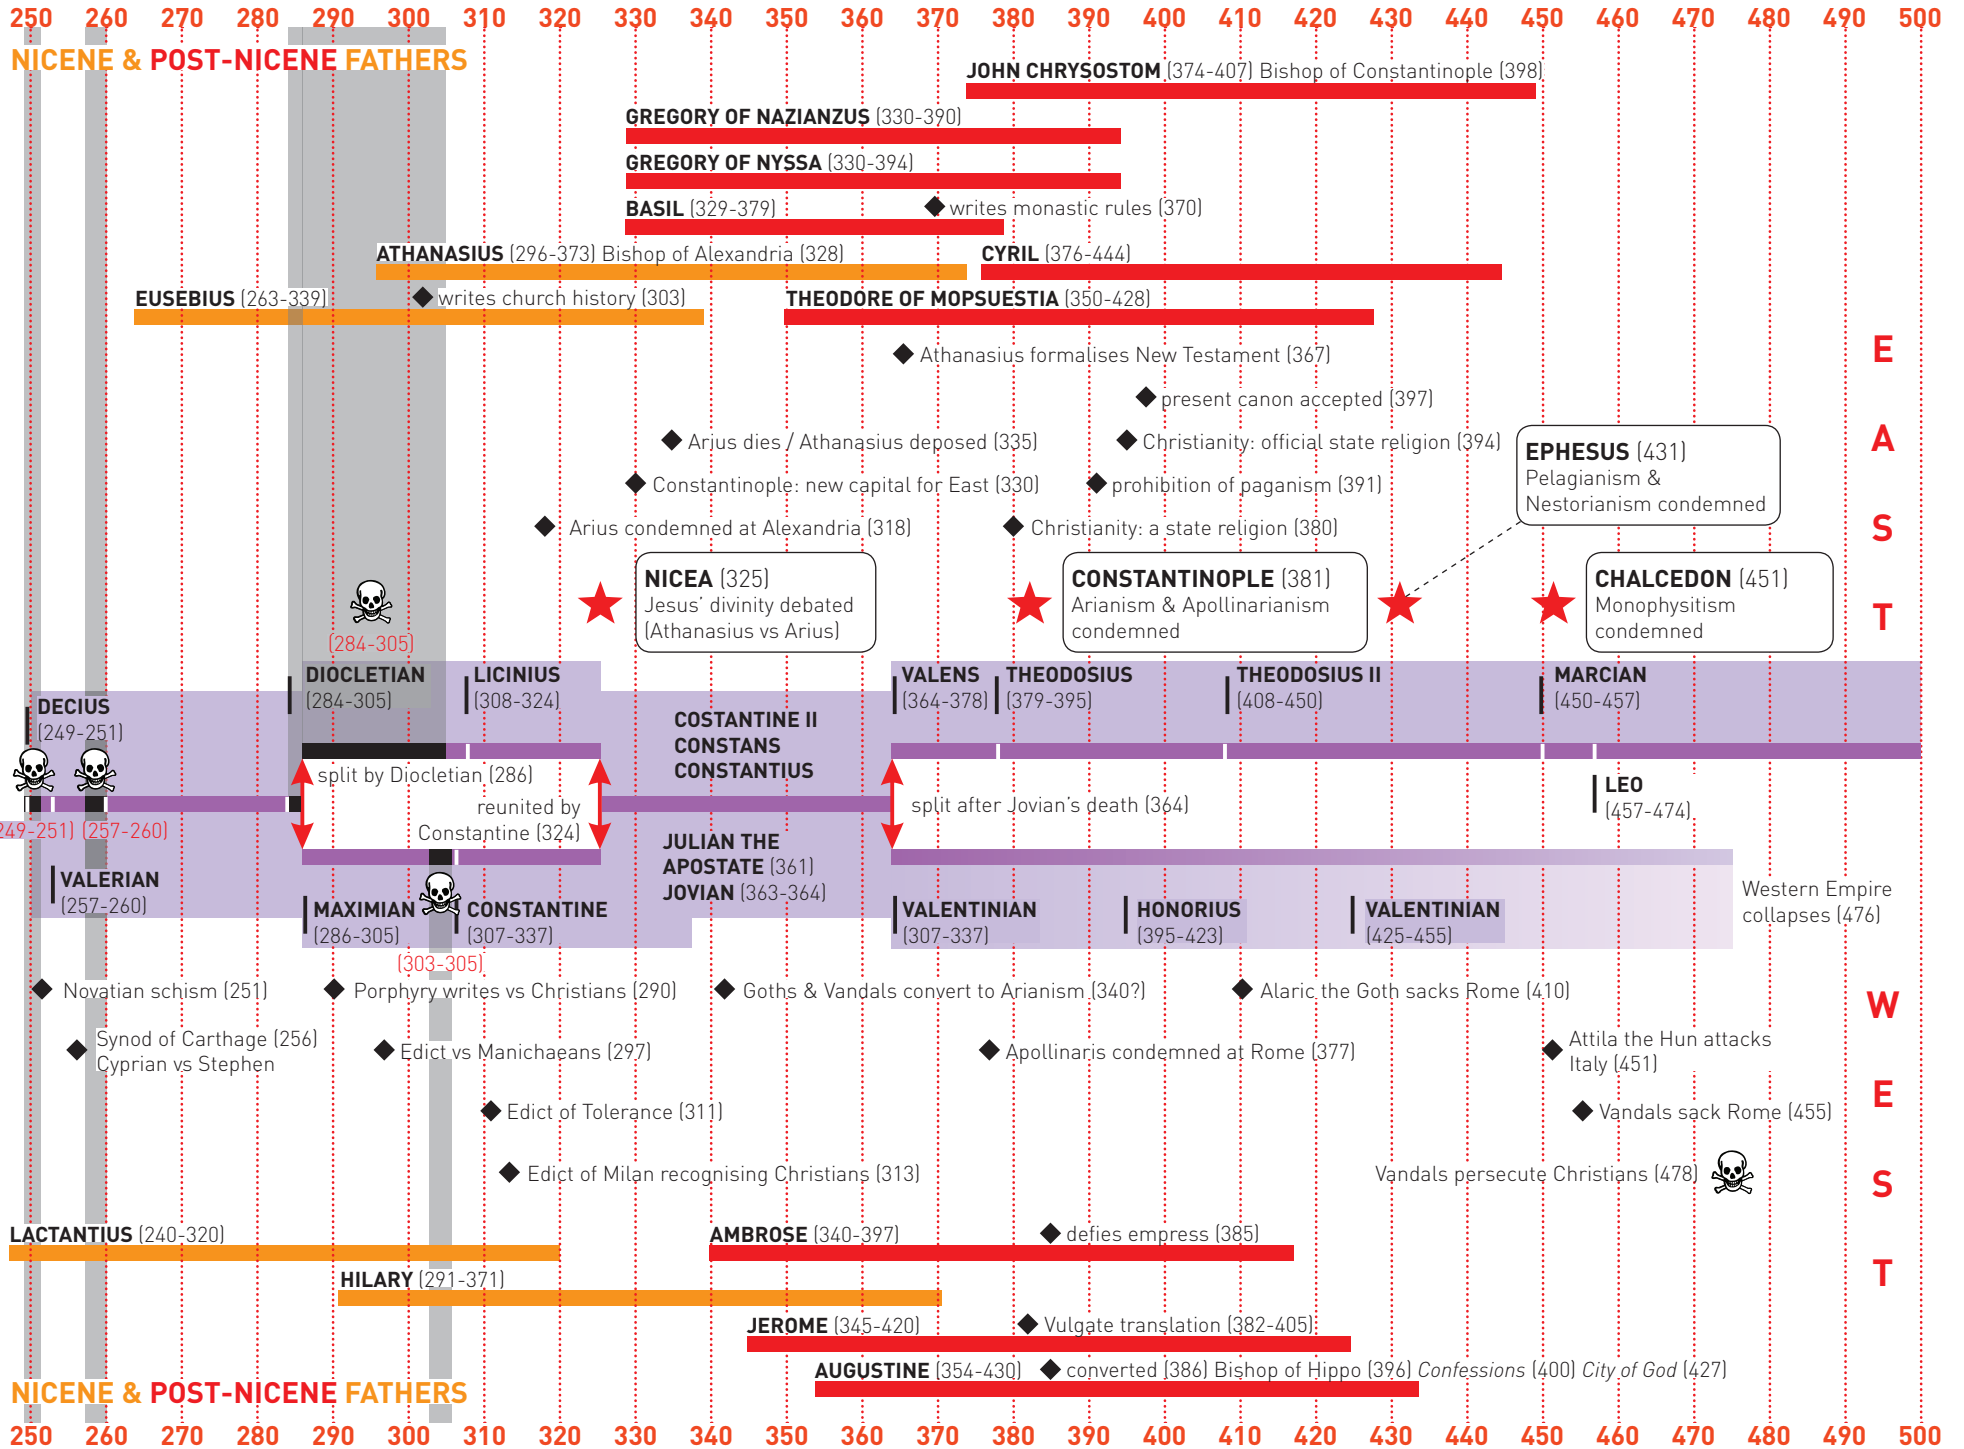 250 260 270 280 290 300 310 320 330 340 350 360 370 380 390 400 410 420 430 440 450 460 470 480 490 500
NICENE & POST-NICENE FATHERS
JOHN CHRYSOSTOM (374-407) Bishop of Constantinople (398)
GREGORY OF NAZIANZUS (330-390)
GREGORY OF NYSSA (330-394)
BASIL (329-379)
writes monastic rules (370)
ATHANASIUS (296-373) Bishop of Alexandria (328)
CYRIL (376-444)
EUSEBIUS (263-339)
writes church history (303)
THEODORE OF MOPSUESTIA (350-428)
Athanasius formalises New Testament (367)
present canon accepted (397)
Arius dies / Athanasius deposed (335)
Christianity: official state religion (394)
Constantinople: new capital for East (330)
prohibition of paganism (391)
Arius condemned at Alexandria (318)
Christianity: a state religion (380)
EPHESUS (431)
Pelagianism &
Nestorianism condemned
NICEA (325)
Jesus’ divinity debated
(Athanasius vs Arius)
CONSTANTINOPLE (381)
Arianism & Apollinarianism
condemned
CHALCEDON (451)
Monophysitism
condemned
E
A
S
T
(284-305)
DIOCLETIAN
(284-305)
LICINIUS
(308-324)
VALENS
(364-378)
THEODOSIUS
(379-395)
THEODOSIUS II
(408-450)
MARCIAN
(450-457)
DECIUS
(249-251)
COSTANTINE II
CONSTANS
CONSTANTIUS
split by Diocletian (286)
reunited by
Constantine (324)
split after Jovian’s death (364)
LEO
(457-474)
249-251) (257-260)
JULIAN THE
APOSTATE (361)
JOVIAN (363-364)
VALERIAN
(257-260)
MAXIMIAN
(286-305)
CONSTANTINE
(307-337)
VALENTINIAN
(307-337)
HONORIUS
(395-423)
VALENTINIAN
(425-455)
Western Empire
collapses (476)
(303-305)
Novatian schism (251)
Porphyry writes vs Christians (290)
Goths & Vandals convert to Arianism (340?)
Alaric the Goth sacks Rome (410)
Synod of Carthage (256)
Cyprian vs Stephen
Edict vs Manichaeans (297)
Apollinaris condemned at Rome (377)
Attila the Hun attacks
Italy (451)
Edict of Tolerance (311)
Vandals sack Rome (455)
Edict of Milan recognising Christians (313)
Vandals persecute Christians (478)
W
E
S
T
LACTANTIUS (240-320)
AMBROSE (340-397)
defies empress (385)
HILARY (291-371)
JEROME (345-420)
Vulgate translation (382-405)
AUGUSTINE (354-430)
converted (386) Bishop of Hippo (396) Confessions (400) City of God (427)
NICENE & POST-NICENE FATHERS
250 260 270 280 290 300 310 320 330 340 350 360 370 380 390 400 410 420 430 440 450 460 470 480 490 500